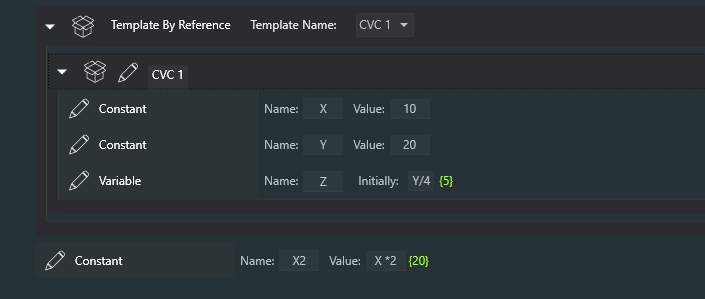 Template By Reference Template Name: CVC 1
CVC 1
Constant Name: X Value: 10
Constant Name: Y Value: 20
Variable Name: Z Initially: Y/4 {5}
Constant Name: X2 Value: X *2 {20}